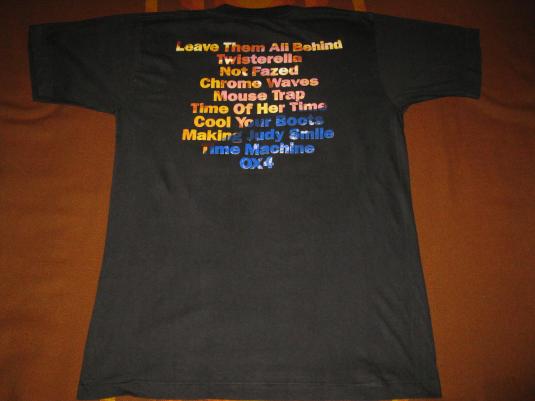 Leave Them All Behind
Twisterella
Not Fazed
Chrome Waves
Mouse Trap
Time Of Her Time
Cool Your Boots
Making Judy Smile
Time Machine
OX4